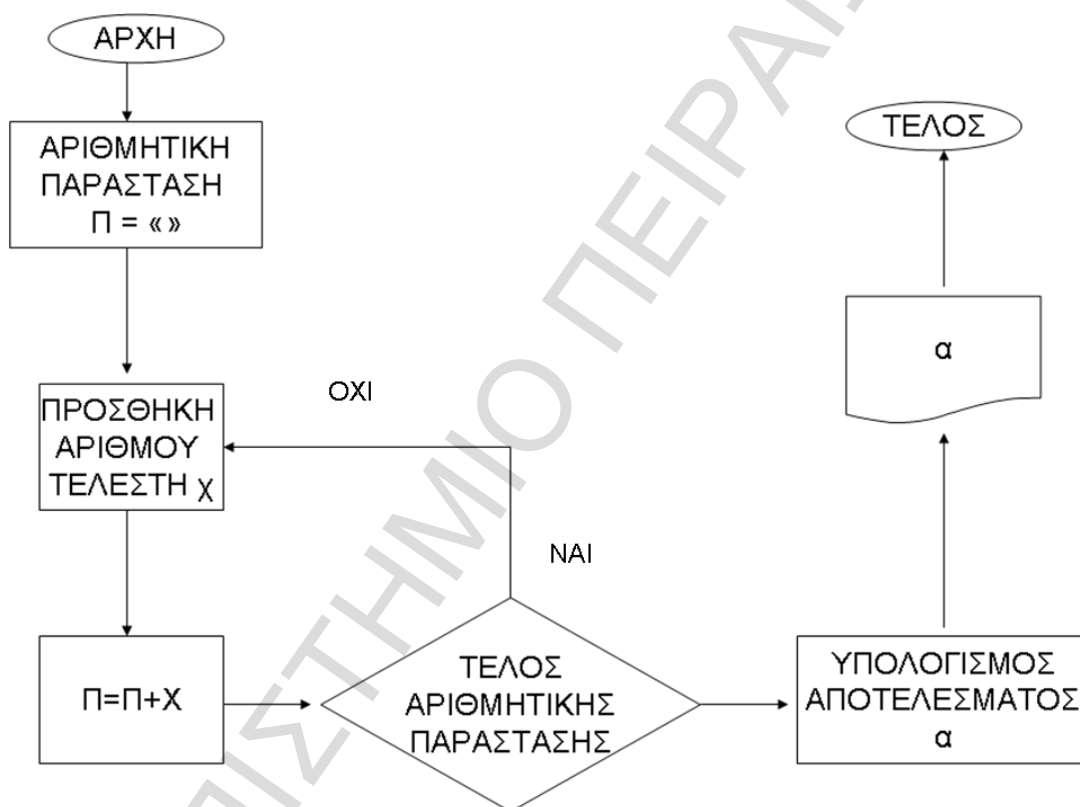 ΑΡΧΗ
ΑΡΙΘΜΗΤΙΚΗ
ΠΑΡΑΣΤΑΣΗ
Π = «»
ΠΡΟΣΘΗΚΗ
ΑΡΙΘΜΟΥ
ΤΕΛΕΣΤΗ χ
Π=Π+Χ
ΟΧΙ
ΝΑΙ
ΤΕΛΟΣ
ΑΡΙΘΜΗΤΙΚΗΣ
ΠΑΡΑΣΤΑΣΗΣ
ΥΠΟΛΟΓΙΣΜΟΣ
ΑΠΟΤΕΛΕΣΜΑΤΟΣ
α
α
ΤΕΛΟΣ